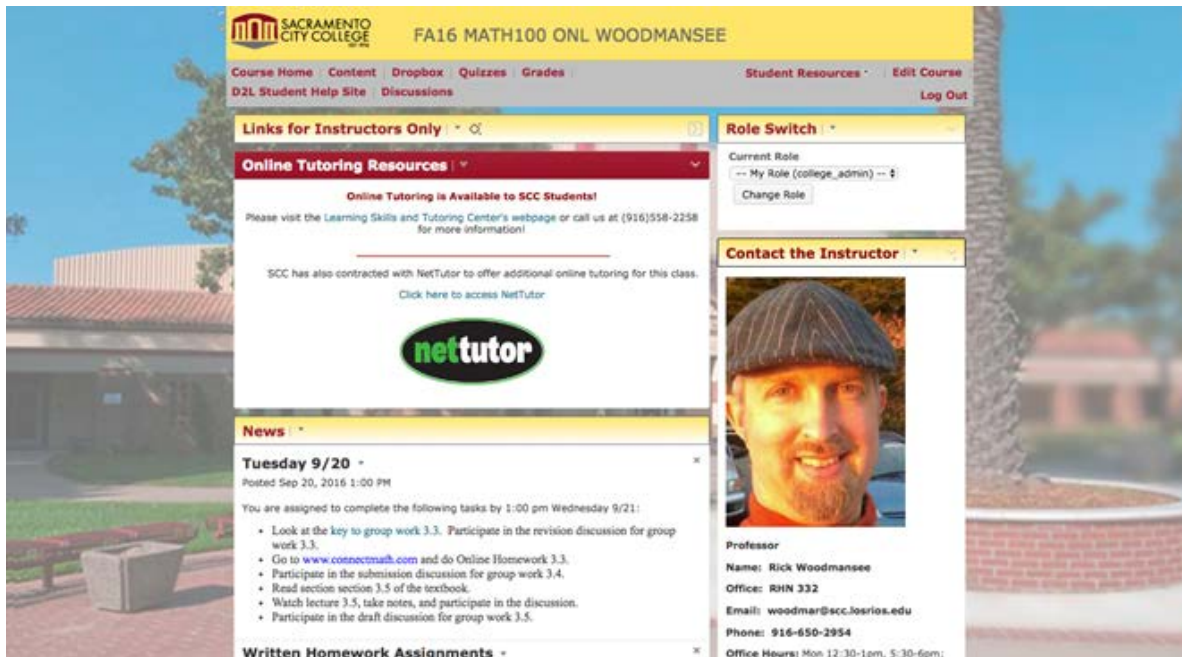 SACRAMENTO
CITY COLLEGE
FA16 MATH100 ONL WOODMANSEE
Course Home Content Dropbox Quizzes Grades
D2L Student Help Site Discussions
Student Resources Edit Course
Log Out
Links for Instructors Only
Online Tutoring Resources
Online Tutoring is Available to SCC Students!
Please visit the Learning Skills and Tutoring Center's webpage or call us at (916)558-2258
for more information!
SCC has also contracted with NetTutor to offer additional online tutoring for this class.
Click here to access NetTutor
nettutor
News
Tuesday 9/20
Posted Sep 20, 2016 1:00 PM
You are assigned to complete the following tasks by 1:00 pm Wednesday 9/21:
• Look at the key to group work 3.3. Participate in the revision discussion for group
work 3.3.
• Go to www.connectmath.com and do Online Homework 3.3.
• Participate in the submission discussion for group work 3.4.
• Read section section 3.5 of the textbook.
• Watch lecture 3.5, take notes, and participate in the discussion.
• Participate in the draft discussion for group work 3.5.
Written Homework Assignments
Role Switch
Current Role
-- My Role (college_admin) --
Change Role
Contact the Instructor
Professor
Name: Rick Woodmansee
Office: RHN 332
Email: woodmar@scc.losrios.edu
Phone: 916-650-2954
Office Hours: Mon 12:30-1pm, 5:30-6pm;